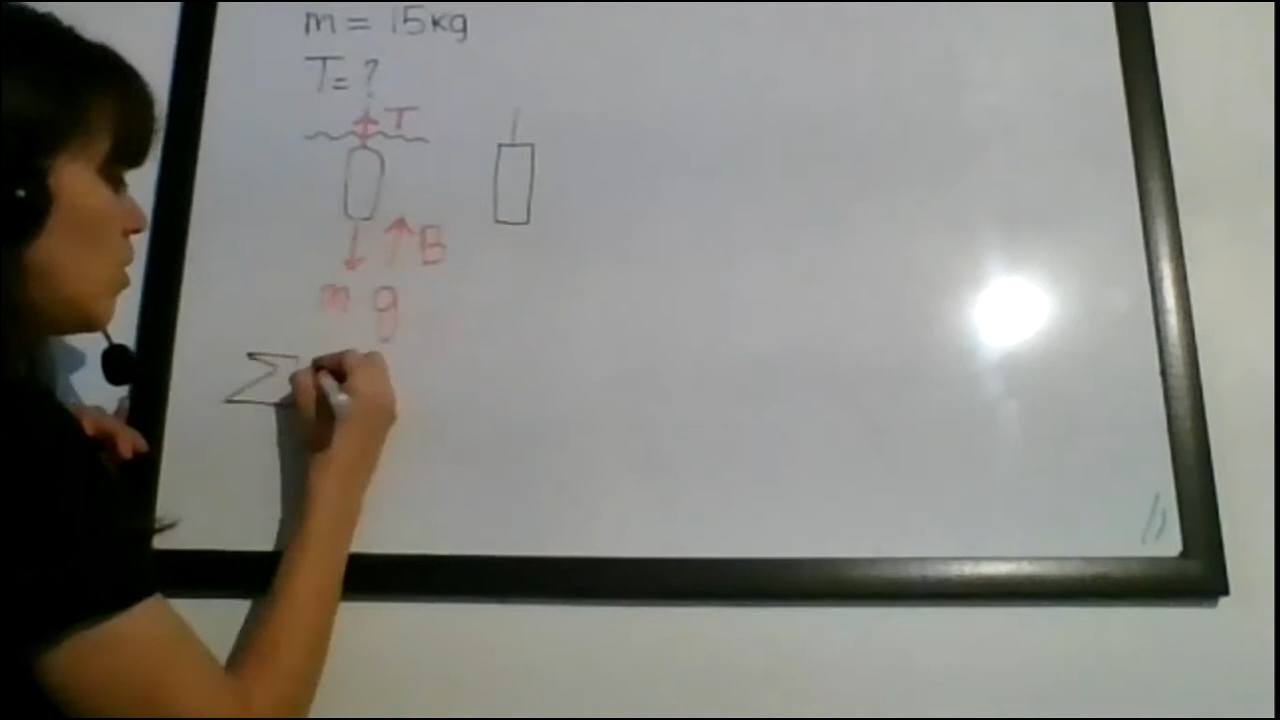 m = 15kg
T= ?
T
B
m g
Σ